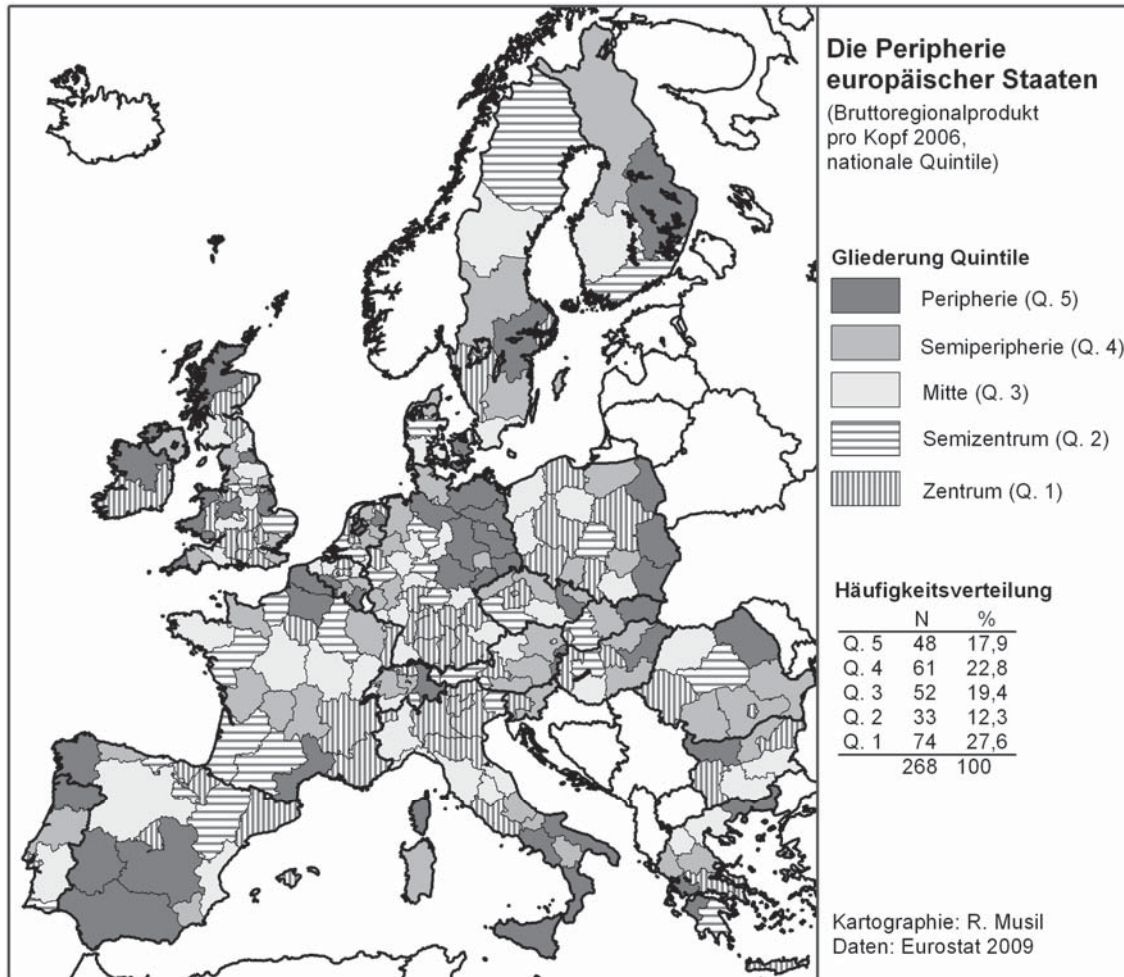 Die Peripherie
europäischer Staaten
(Bruttoregionalprodukt
pro Kopf 2006,
nationale Quintile)
Gliederung Quintile
Peripherie (Q. 5)
Semiperipherie (Q. 4)
Mitte (Q. 3)
Semizentrum (Q. 2)
Zentrum (Q. 1)
Häufigkeitsverteilung
N %
Q. 5 48 17,9
Q. 4 61 22,8
Q. 3 52 19,4
Q. 2 33 12,3
Q. 1 74 27,6
268 100
Kartographie: R. Musil
Daten: Eurostat 2009